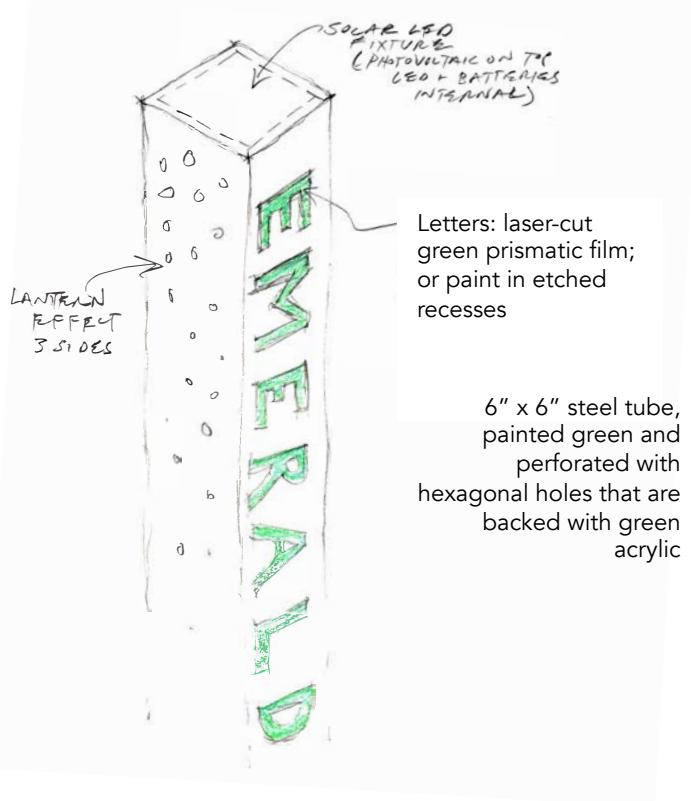 SOLAR LED
FIXTURE
(PHOTOVOLTAIC ON TOP
LED + BATTERIES
INTERNAL)
EMERALD
Letters: laser-cut
green prismatic film;
or paint in etched
recesses
LANTERN
EFFECT
3 SIDES
6” x 6” steel tube,
painted green and
perforated with
hexagonal holes that are
backed with green
acrylic